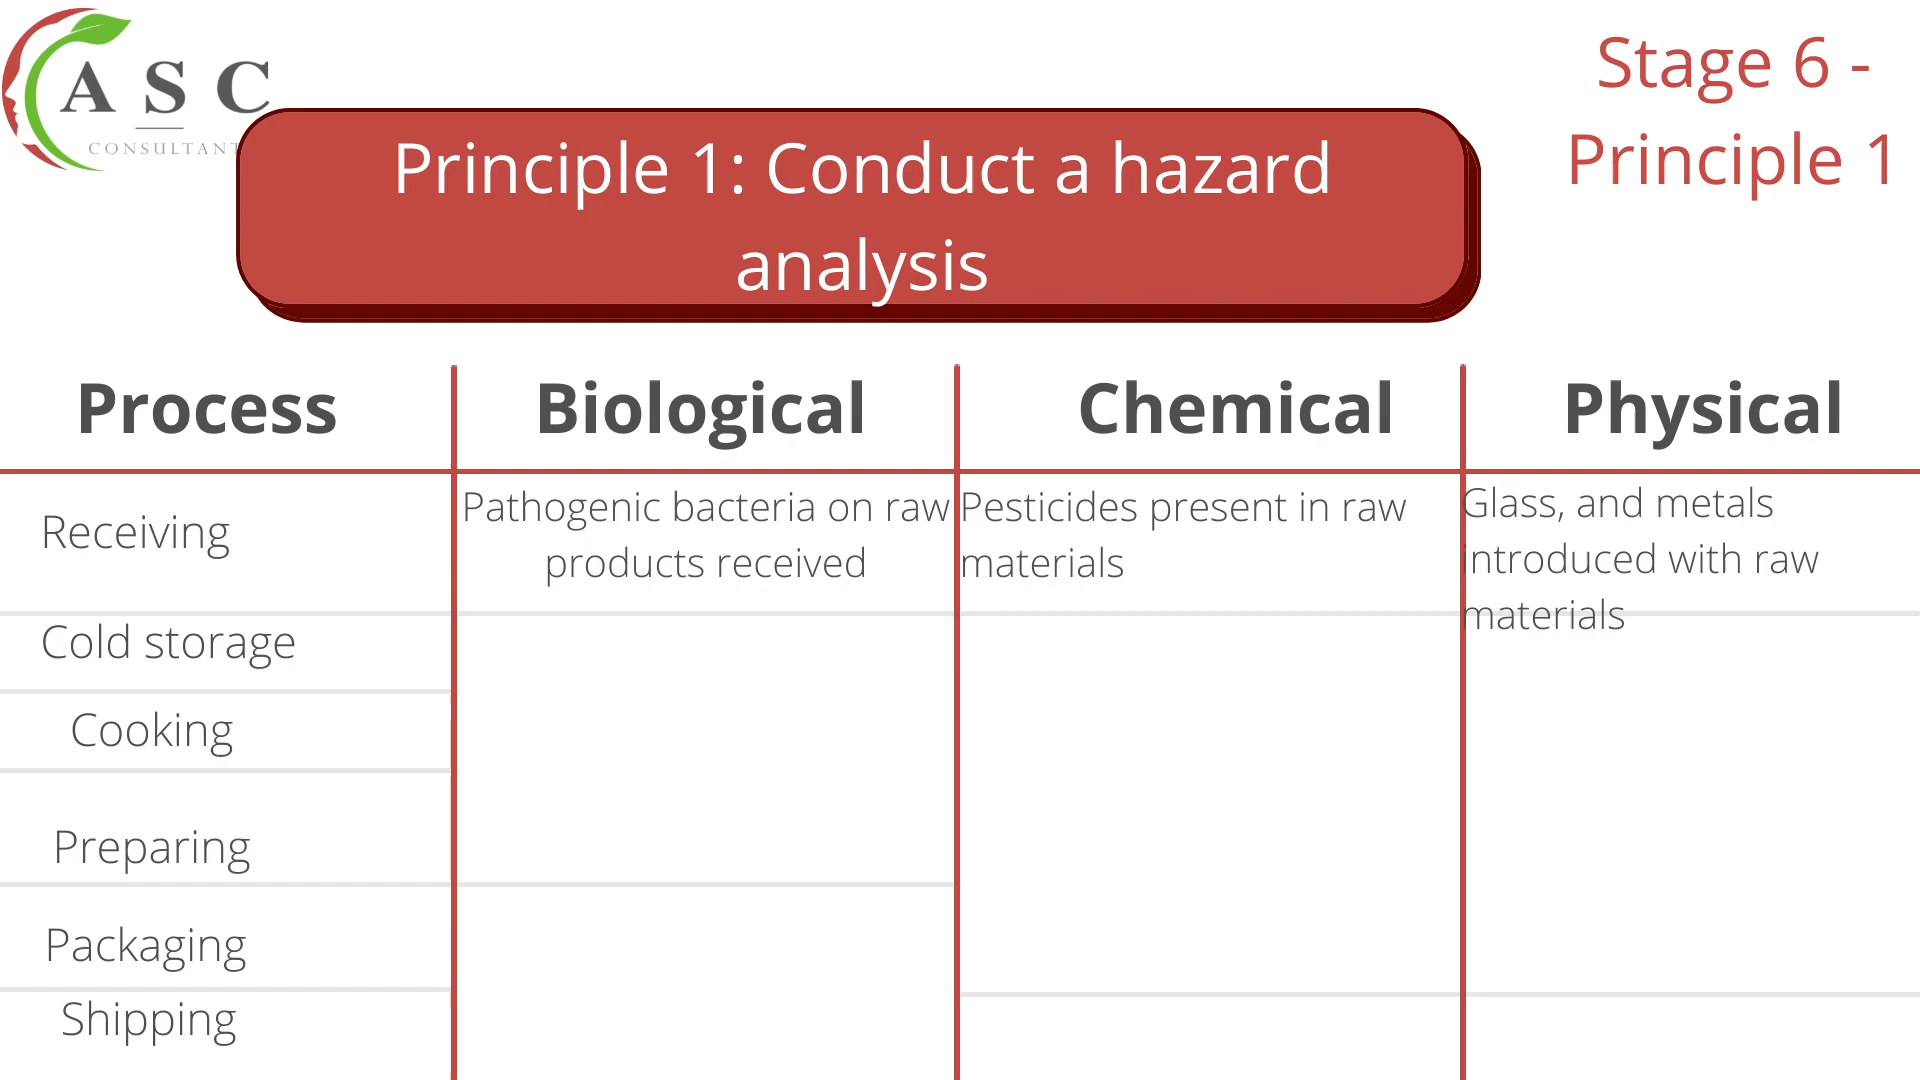 A S C
CONSULTANT
Stage 6 -
Principle 1
Principle 1: Conduct a hazard
analysis
Process
Biological
Chemical
Physical
Receiving
Pathogenic bacteria on raw
products received
Pesticides present in raw
materials
Glass, and metals
introduced with raw
materials
Cold storage
Cooking
Preparing
Packaging
Shipping